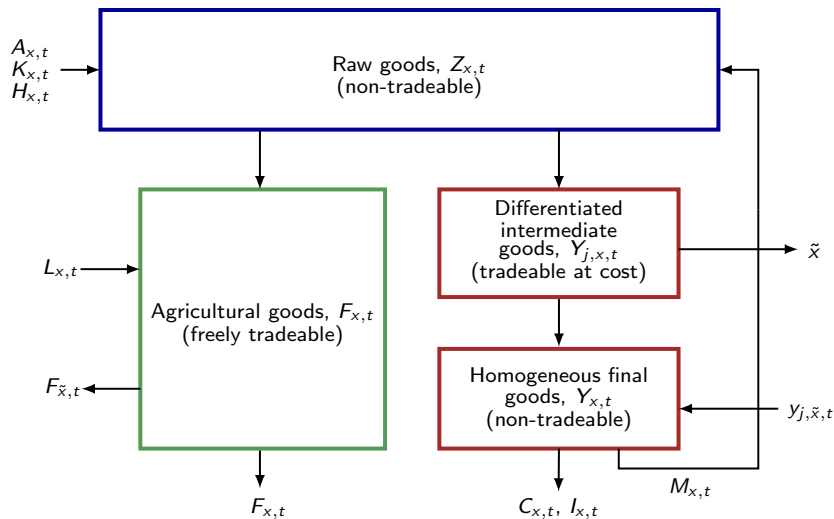 A_{x,t}
K_{x,t}
H_{x,t}
Raw goods, Z_{x,t}
(non-tradeable)
Differentiated
intermediate
goods, Y_{j,x,t}
(tradeable at cost)
x̃
L_{x,t}
Agricultural goods, F_{x,t}
(freely tradeable)
F_{x̃,t}
Homogeneous final
goods, Y_{x,t}
(non-tradeable)
y_{j,x̃,t}
M_{x,t}
F_{x,t}
C_{x,t}, I_{x,t}